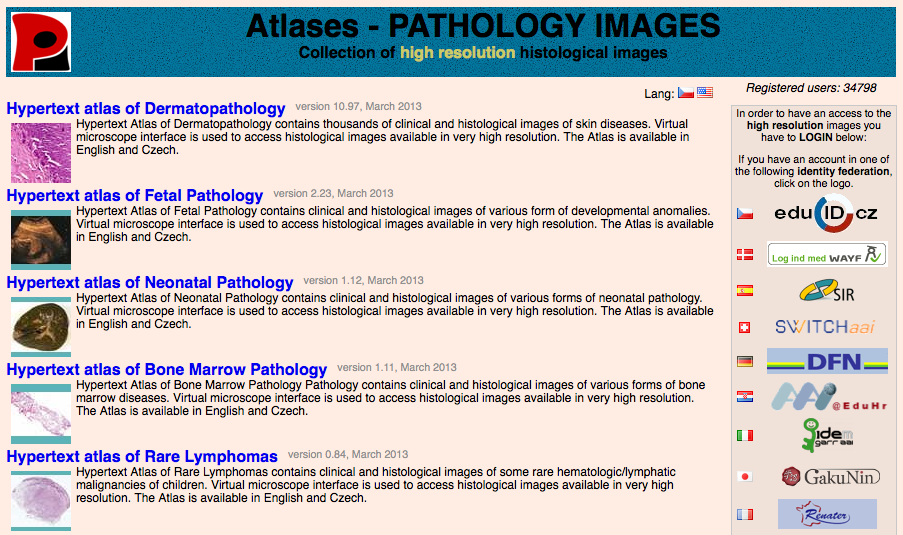 Atlases - PATHOLOGY IMAGES
Collection of high resolution histological images
Lang:
Registered users: 34798
Hypertext atlas of Dermatopathology version 10.97, March 2013
Hypertext Atlas of Dermatopathology contains thousands of clinical and histological images of skin diseases. Virtual
microscope interface is used to access histological images available in very high resolution. The Atlas is available in
English and Czech.
Hypertext atlas of Fetal Pathology version 2.23, March 2013
Hypertext Atlas of Fetal Pathology contains clinical and histological images of various form of developmental anomalies.
Virtual microscope interface is used to access histological images available in very high resolution. The Atlas is available
in English and Czech.
Hypertext atlas of Neonatal Pathology version 1.12, March 2013
Hypertext Atlas of Neonatal Pathology contains clinical and histological images of various forms of neonatal pathology.
Virtual microscope interface is used to access histological images available in very high resolution. The Atlas is available
in English and Czech.
Hypertext atlas of Bone Marrow Pathology version 1.11, March 2013
Hypertext Atlas of Bone Marrow Pathology Pathology contains clinical and histological images of various forms of bone
marrow diseases. Virtual microscope interface is used to access histological images available in very high resolution.
The Atlas is available in English and Czech.
Hypertext atlas of Rare Lymphomas version 0.84, March 2013
Hypertext Atlas of Rare Lymphomas contains clinical and histological images of some rare hematologic/lymphatic
malignancies of children. Virtual microscope interface is used to access histological images available in very high
resolution. The Atlas is available in English and Czech.
In order to have an access to the
high resolution images you
have to LOGIN below:
If you have an account in one of
the following identity federation,
click on the logo.
eduID.cz
Log ind med WAYF
SIR
SWITCHaai
DFN
AAI@EduHr
idem
garr aai
GakuNin
Renater